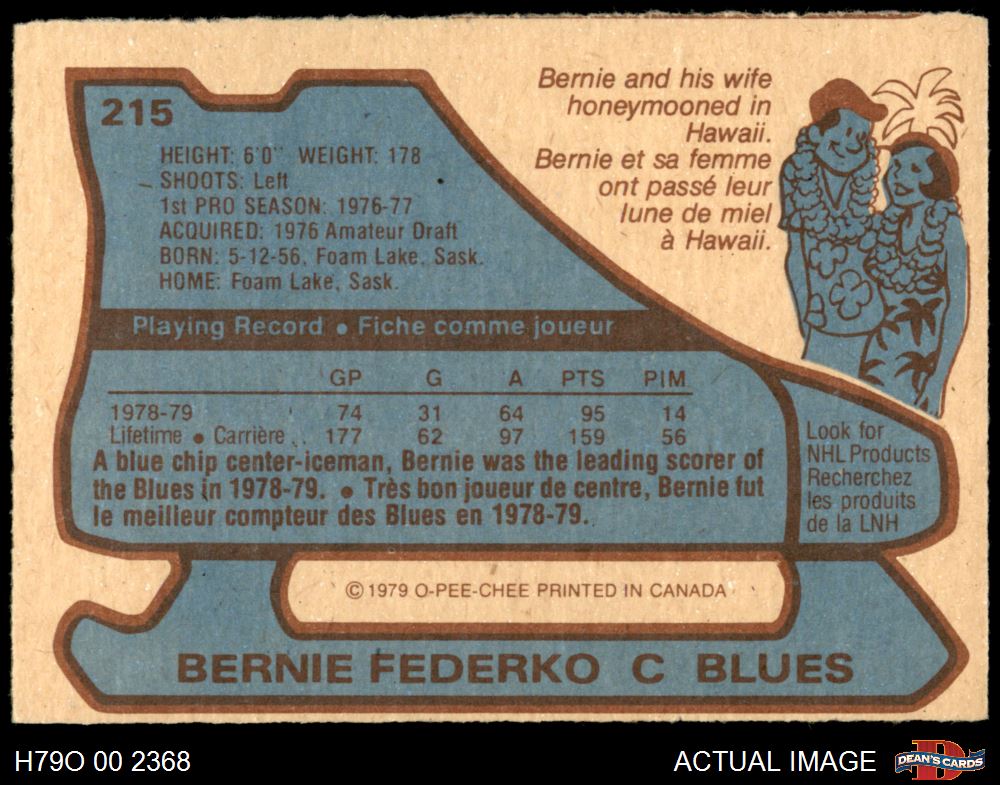 215
HEIGHT: 6'0" WEIGHT: 178
SHOOTS: Left
1st PRO SEASON: 1976-77
ACQUIRED: 1976 Amateur Draft
BORN: 5-12-56, Foam Lake, Sask.
HOME: Foam Lake, Sask.
Bernie and his wife
honeymooned in
Hawaii.
Bernie et sa femme
ont passé leur
lune de miel
à Hawaii.
Playing Record • Fiche comme joueur
GP G A PTS PIM
1978-79 74 31 64 95 14
Lifetime • Carrière .. 177 62 97 159 56
A blue chip center-iceman, Bernie was the leading scorer of
the Blues in 1978-79. • Très bon joueur de centre, Bernie fut
le meilleur compteur des Blues en 1978-79.
Look for
NHL Products
Recherchez
les produits
de la LNH
© 1979 O-PEE-CHEE PRINTED IN CANADA
BERNIE FEDERKO C BLUES
H79O 00 2368
ACTUAL IMAGE
D
DEAN'S CARDS